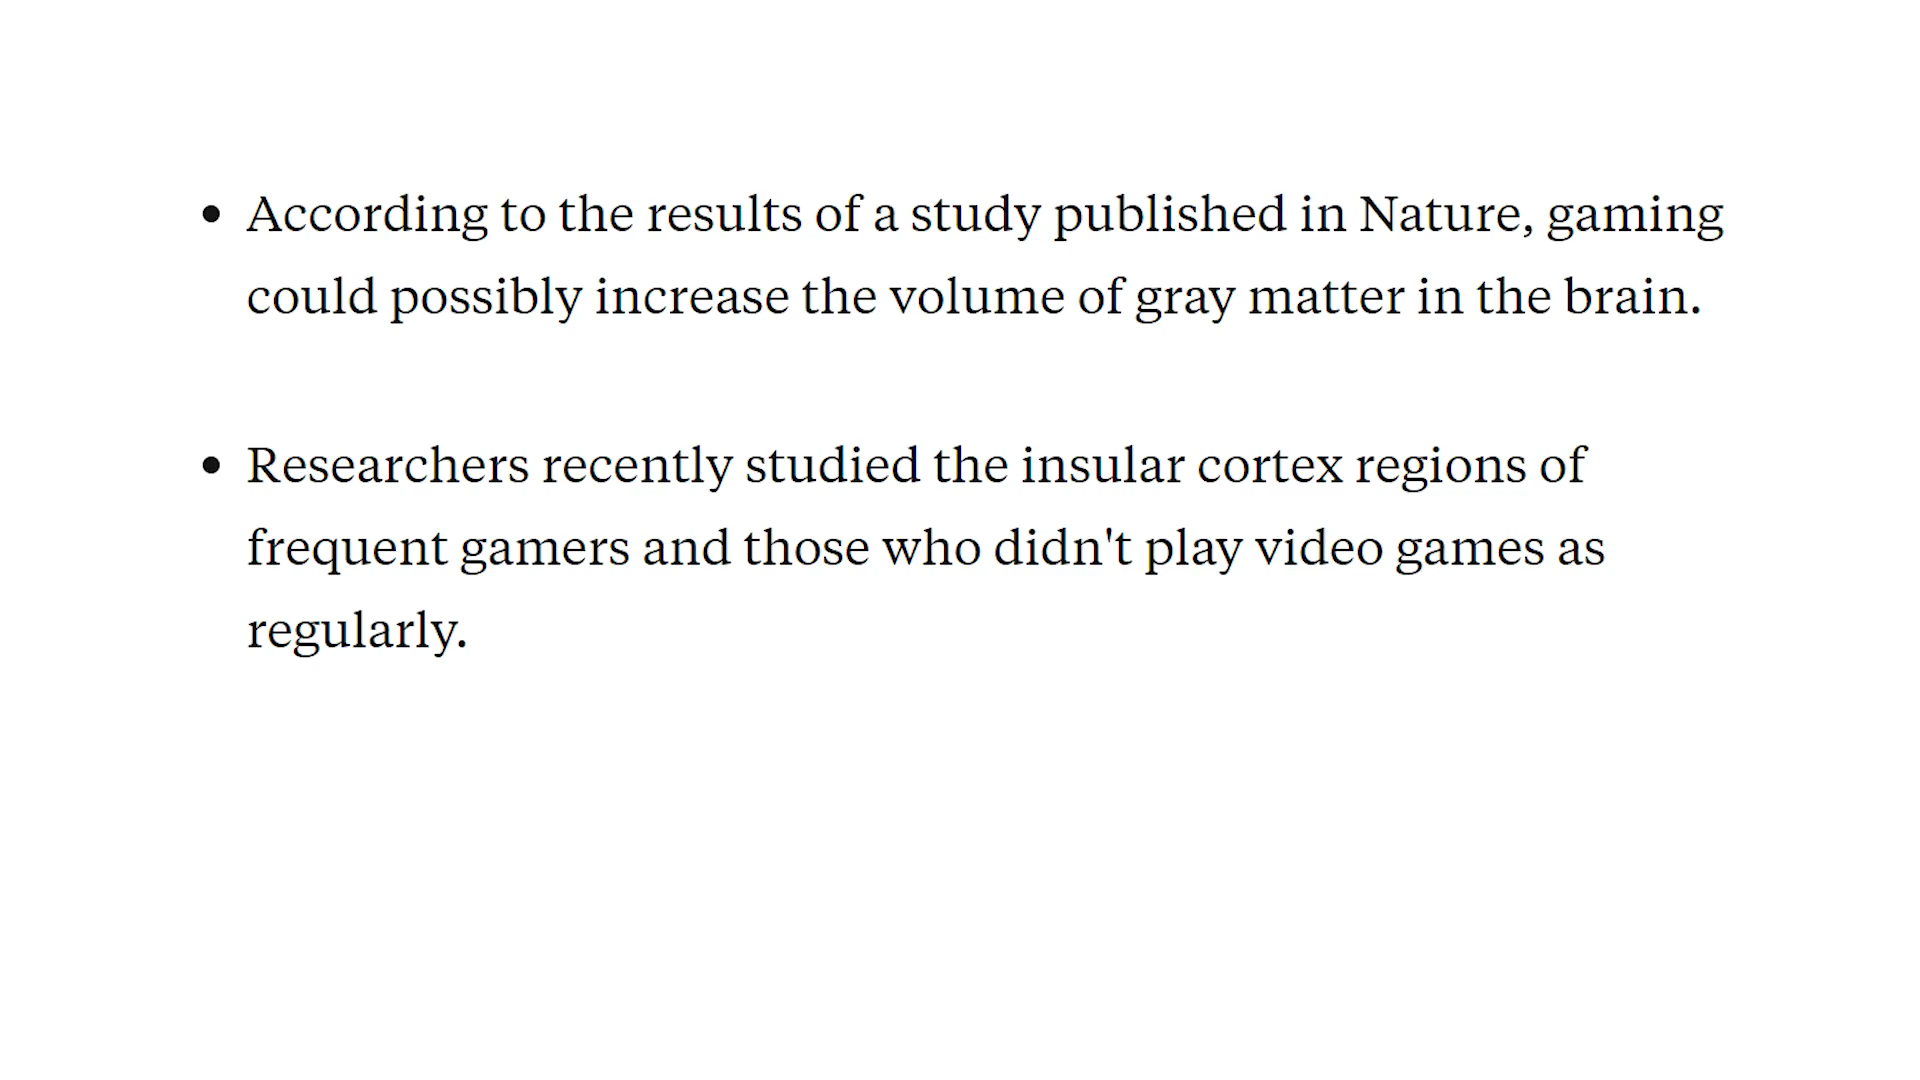 • According to the results of a study published in Nature, gaming
could possibly increase the volume of gray matter in the brain.
• Researchers recently studied the insular cortex regions of
frequent gamers and those who didn't play video games as
regularly.